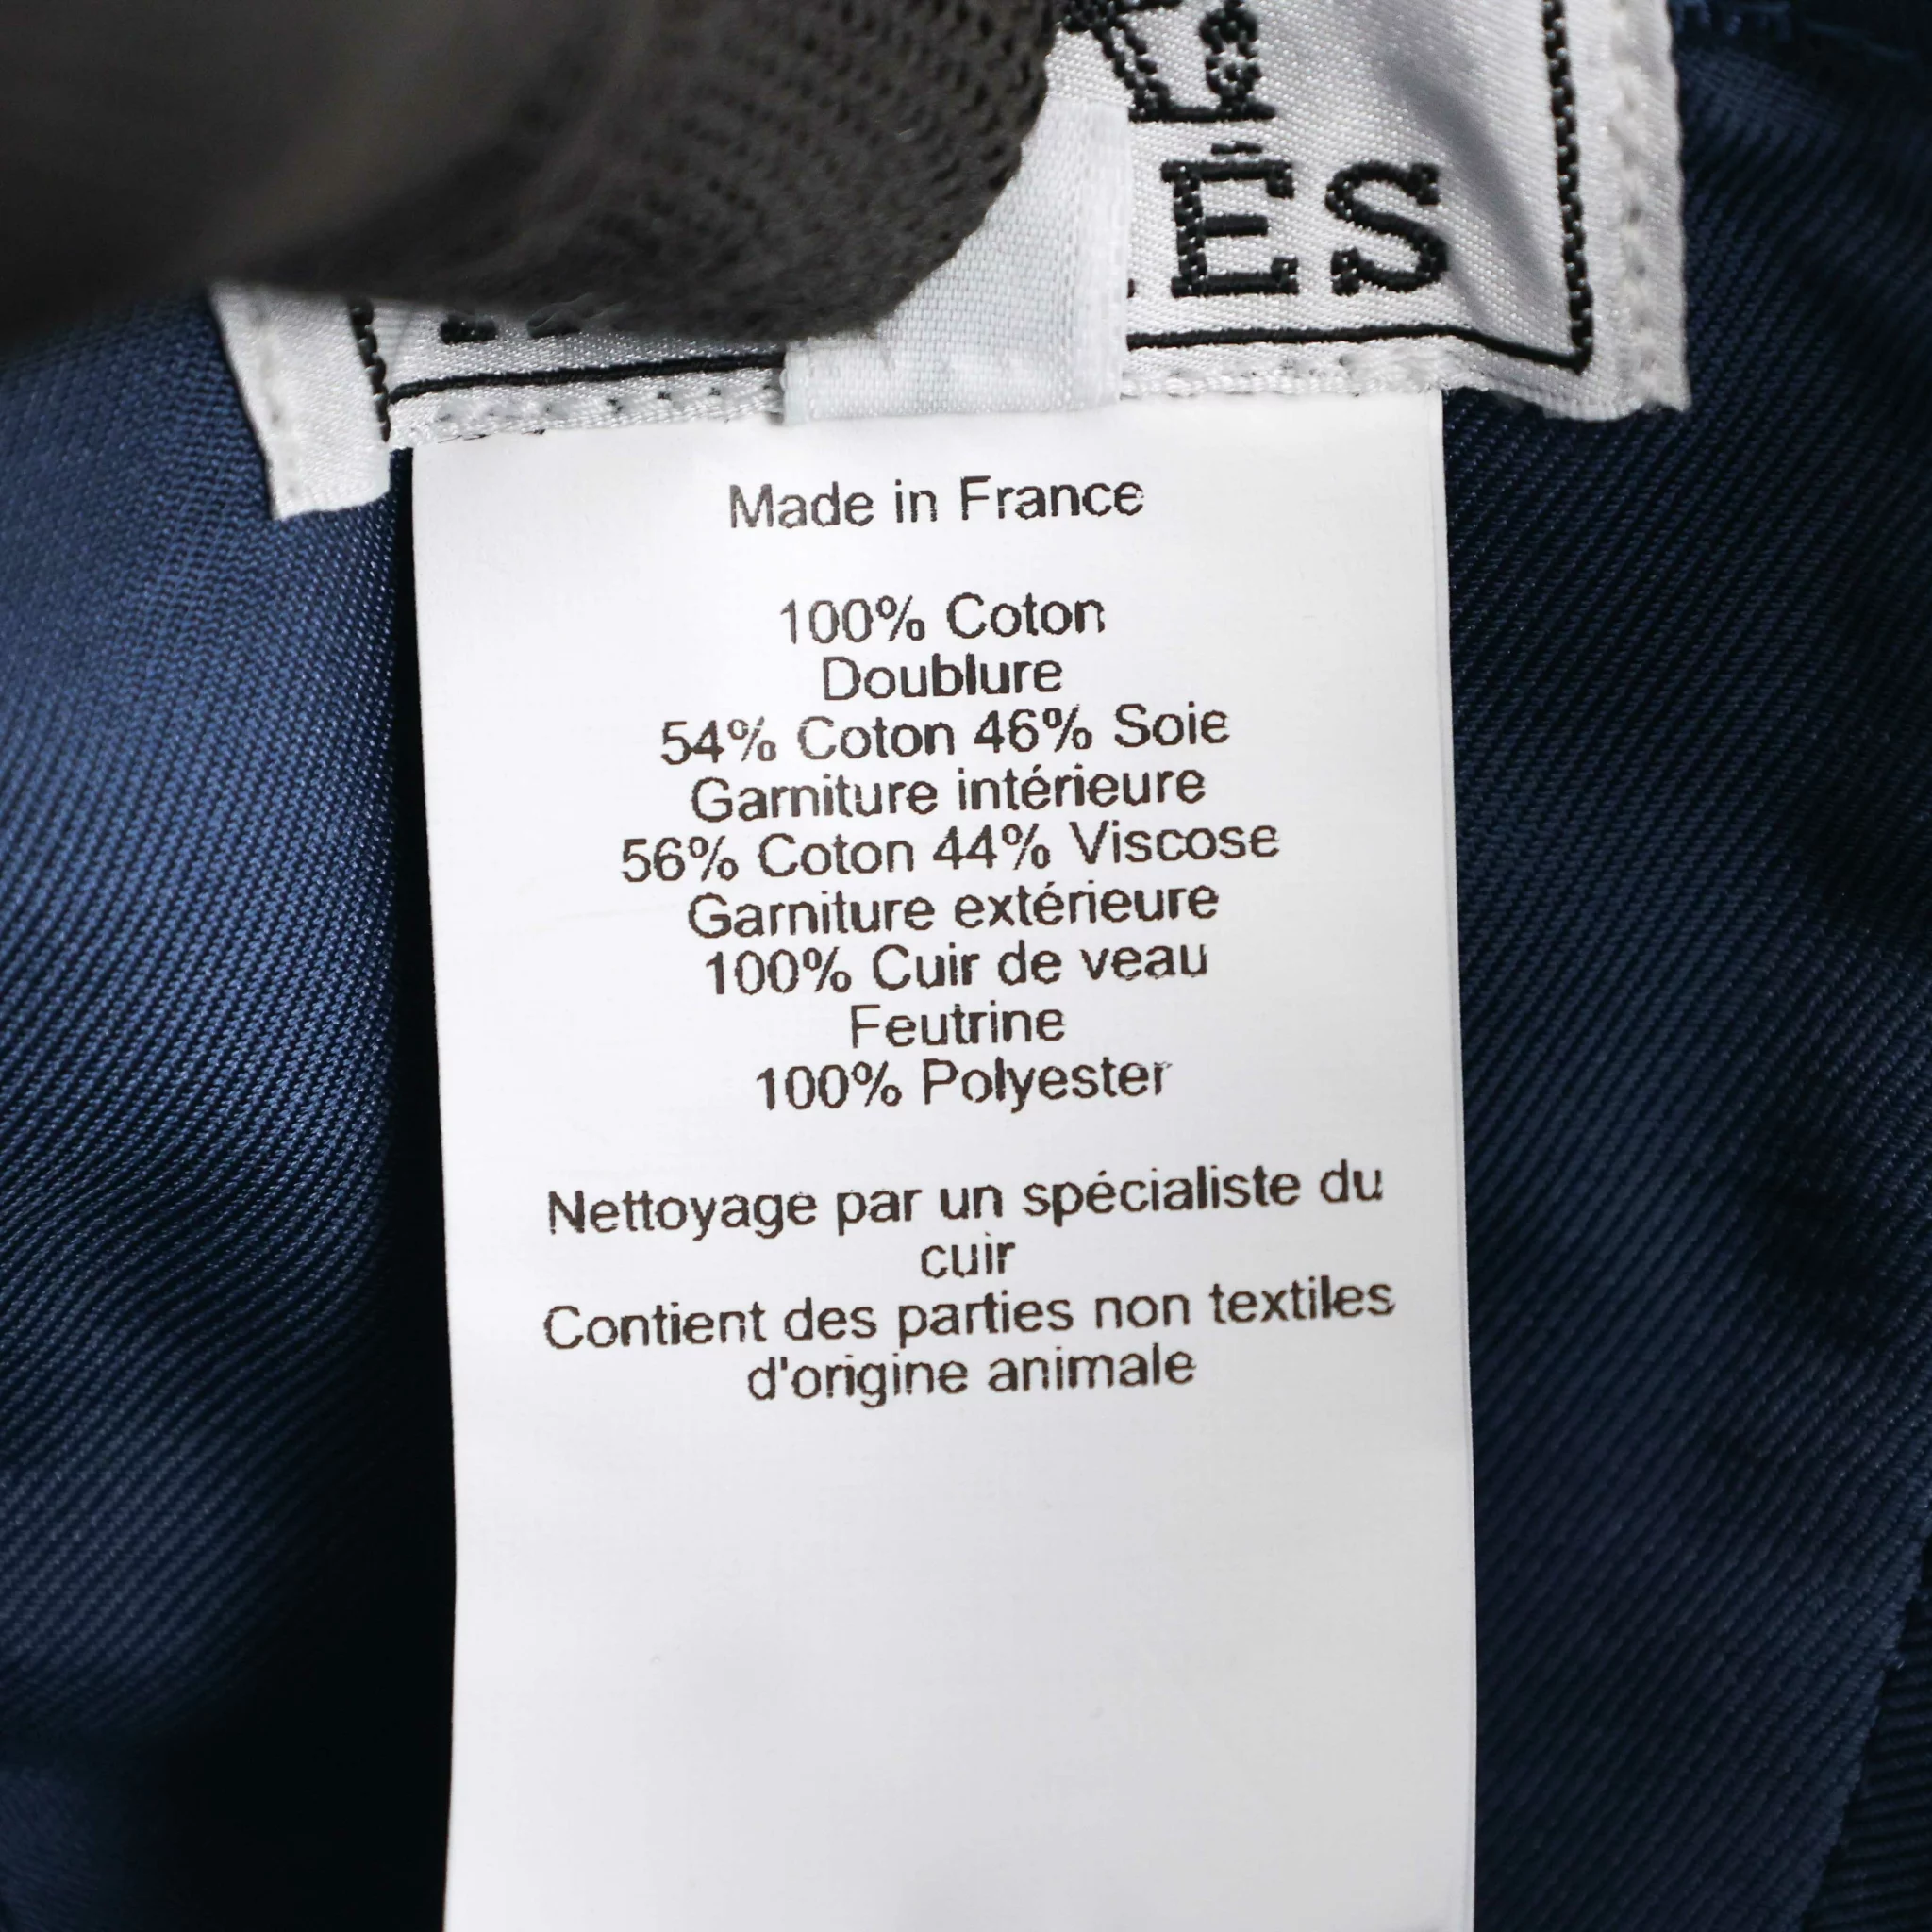 ÈS
Made in France
100% Coton
Doublure
54% Coton 46% Soie
Garniture intérieure
56% Coton 44% Viscose
Garniture extérieure
100% Cuir de veau
Feutrine
100% Polyester
Nettoyage par un spécialiste du
cuir
Contient des parties non textiles
d'origine animale